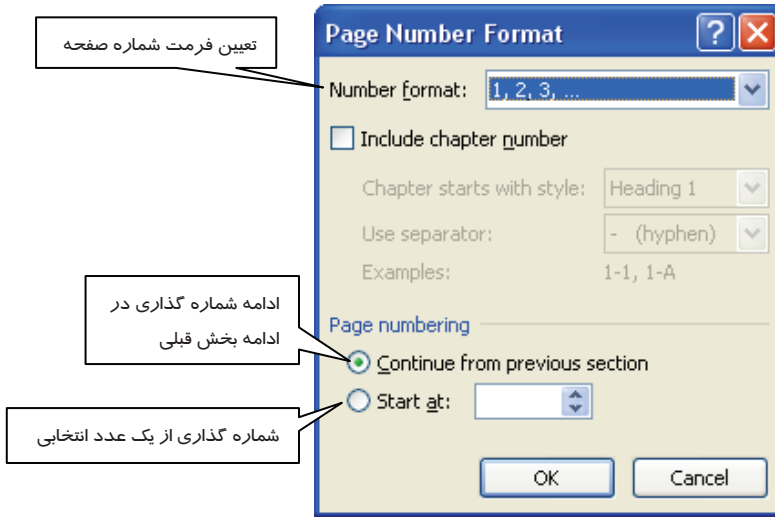 Page Number Format
تعیین فرمت شماره صفحه
Number format: 1, 2, 3, ...
Include chapter number
Chapter starts with style: Heading 1
Use separator: - (hyphen)
Examples: 1-1, 1-A
ادامه شماره گذاری در
ادامه بخش قبلی
Page numbering
Continue from previous section
Start at:
شماره گذاری از یک عدد انتخابی
OK Cancel